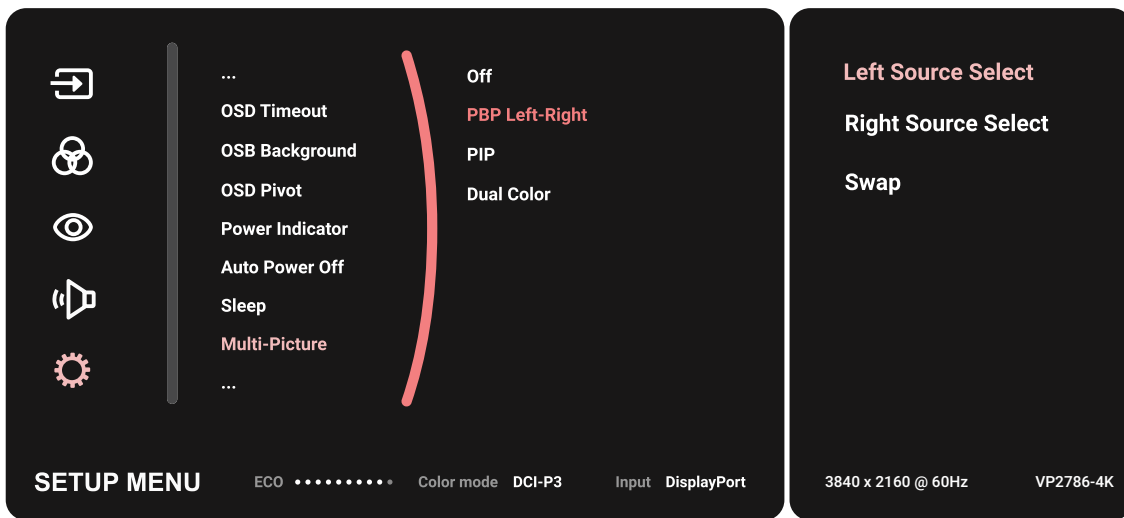 ...
OSD Timeout
OSB Background
OSD Pivot
Power Indicator
Auto Power Off
Sleep
Multi-Picture
...
Off
PBP Left-Right
PIP
Dual Color
Left Source Select
Right Source Select
Swap
SETUP MENU
ECO
Color mode DCI-P3
Input DisplayPort
3840 x 2160 @ 60Hz
VP2786-4K